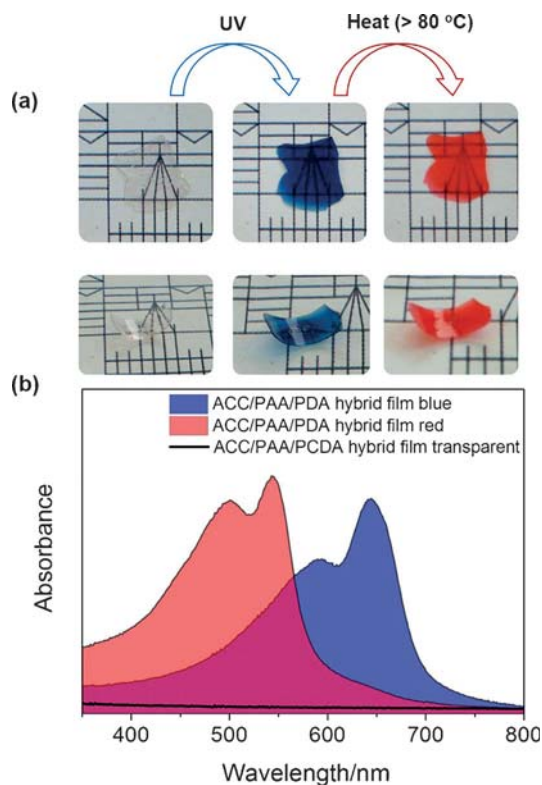 UV Heat (> 80 °C)
(a)
(b)
ACC/PAA/PDA hybrid film blue
ACC/PAA/PDA hybrid film red
ACC/PAA/PCDA hybrid film transparent
Absorbance
400 500 600 700 800
Wavelength/nm